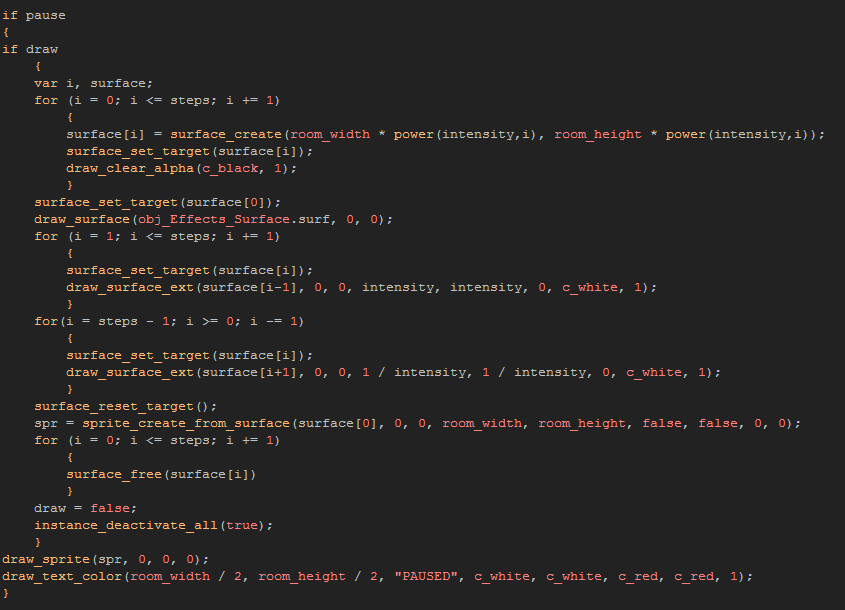 if pause
{
if draw
    {
    var i, surface;
    for (i = 0; i <= steps; i += 1)
        {
        surface[i] = surface_create(room_width * power(intensity,i), room_height * power(intensity,i));
        surface_set_target(surface[i]);
        draw_clear_alpha(c_black, 1);
        }
    surface_set_target(surface[0]);
    draw_surface(obj_Effects_Surface.surf, 0, 0);
    for (i = 1; i <= steps; i += 1)
        {
        surface_set_target(surface[i]);
        draw_surface_ext(surface[i-1], 0, 0, intensity, intensity, 0, c_white, 1);
        }
    for(i = steps - 1; i >= 0; i -= 1)
        {
        surface_set_target(surface[i]);
        draw_surface_ext(surface[i+1], 0, 0, 1 / intensity, 1 / intensity, 0, c_white, 1);
        }
    surface_reset_target();
    spr = sprite_create_from_surface(surface[0], 0, 0, room_width, room_height, false, false, 0, 0);
    for (i = 0; i <= steps; i += 1)
        {
        surface_free(surface[i])
        }
    draw = false;
    instance_deactivate_all(true);
    }
draw_sprite(spr, 0, 0, 0);
draw_text_color(room_width / 2, room_height / 2, "PAUSED", c_white, c_white, c_red, c_red, 1);
}